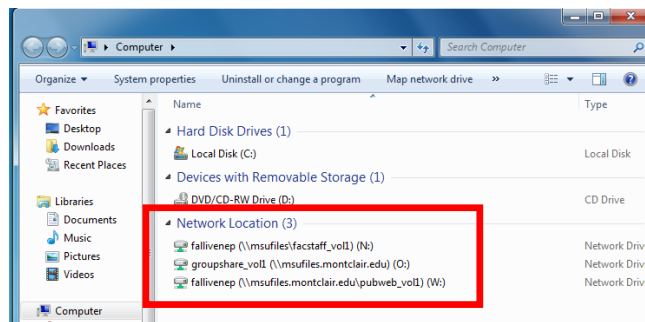 Computer
Search Computer
Organize System properties Uninstall or change a program Map network drive »
Favorites
Desktop
Downloads
Recent Places
Libraries
Documents
Music
Pictures
Videos
Computer
Name Type
Hard Disk Drives (1)
Local Disk (C:) Local Disk
Devices with Removable Storage (1)
DVD/CD-RW Drive (D:) CD Drive
Network Location (3)
fallivenep (\\msufiles\facstaff_vol1) (N:) Network Driv
groupshare_vol1 (\\msufiles.montclair.edu) (O:) Network Driv
fallivenep (\\msufiles.montclair.edu\pubweb_vol1) (W:) Network Driv